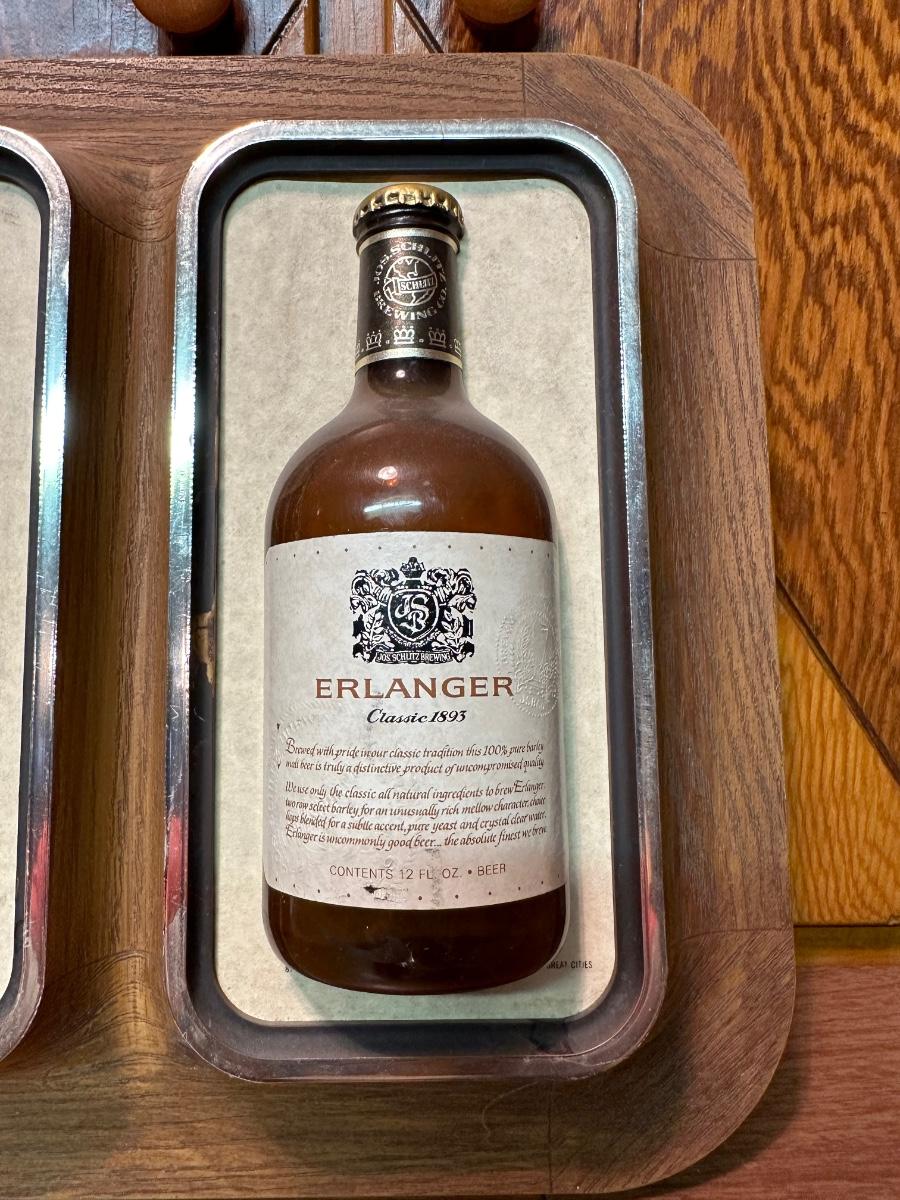 JOS. SCHLITZ
SCHLITZ
BREWING CO.
JSB
JOS. SCHLITZ BREWING
ERLANGER
Classic 1893
Brewed with pride in our classic tradition this 100% pure barley
malt beer is truly a distinctive product of uncompromised quality.
We use only the classic all natural ingredients to brew Erlanger:
two row select barley for an unusually rich mellow character, choice
hops blended for a subtle accent, pure yeast and crystal clear water.
Erlanger is uncommonly good beer... the absolute finest we brew.
CONTENTS 12 FL. OZ. • BEER
GREAT CITIES